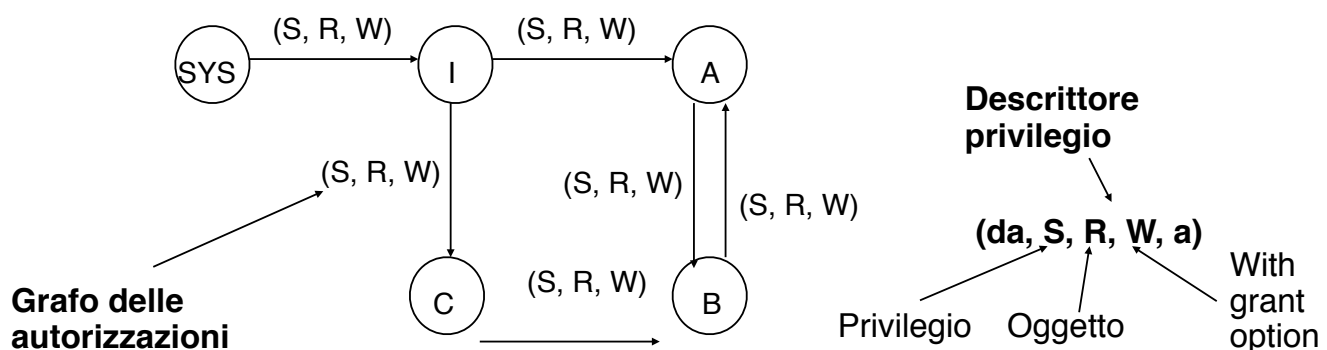 (S, R, W)
(S, R, W)
SYS
I
A
Descrittore
privilegio
(S, R, W)
(S, R, W)
(S, R, W)
(da, S, R, W, a)
C
(S, R, W)
B
With
grant
option
Grafo delle
autorizzazioni
Privilegio
Oggetto